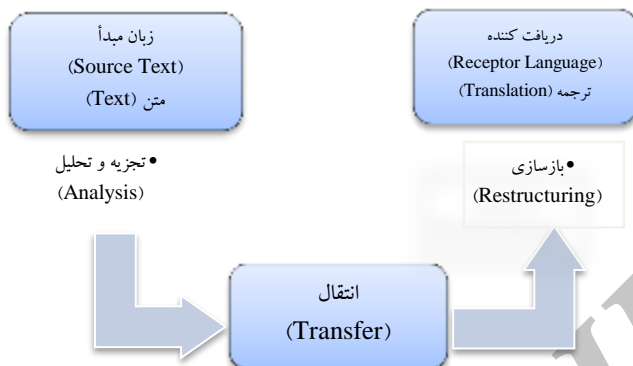 زبان مبدأ
(Source Text)
متن (Text)
• تجزیه و تحلیل
(Analysis)
انتقال
(Transfer)
دریافت کننده
(Receptor Language)
ترجمه (Translation)
• بازسازی
(Restructuring)